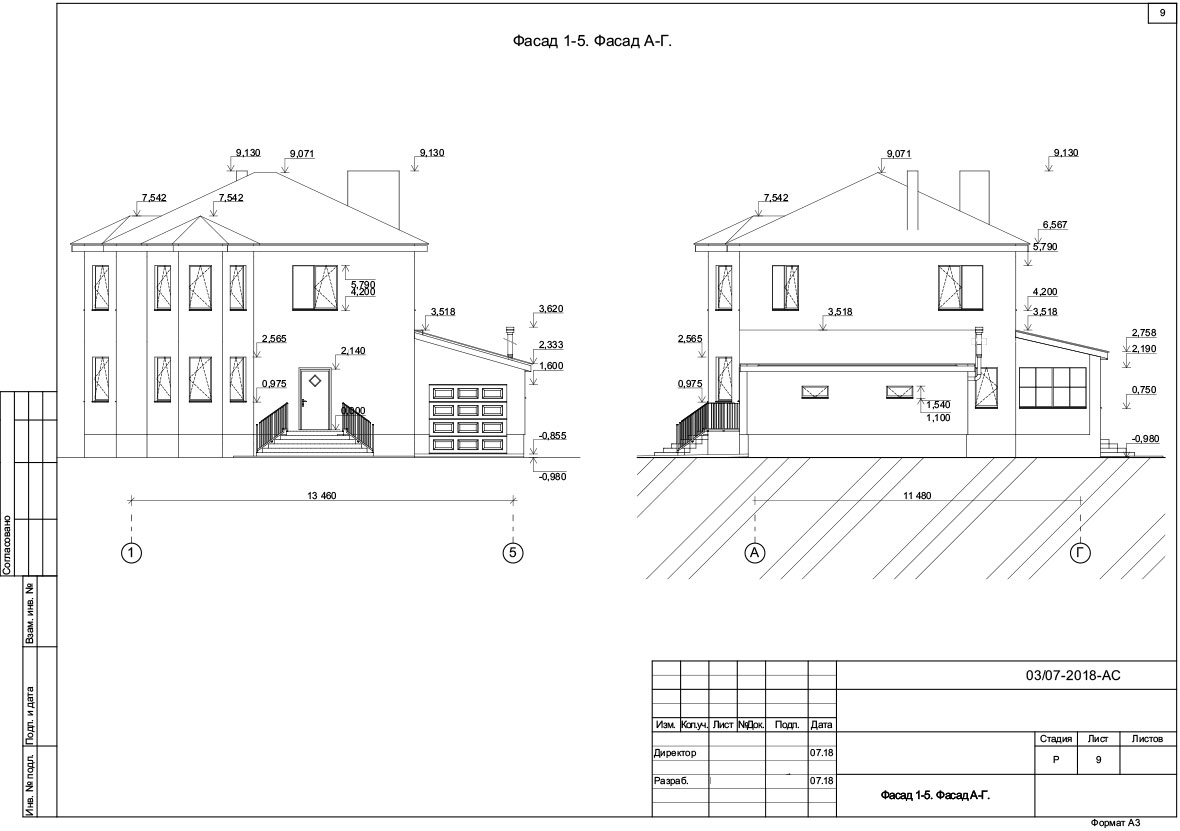 9
Фасад 1-5. Фасад А-Г.
9,130
9,071
9,130
7,542
7,542
5,790
4,200
3,518
3,620
2,565
2,333
2,140
1,600
0,975
0,000
-0,855
-0,980
13 460
1
5
9,071
9,130
7,542
6,567
5,790
4,200
3,518
3,518
2,758
2,565
2,190
0,975
0,750
1,540
1,100
-0,980
11 480
А
Г
Согласовано
Взам. инв. №
Подп. и дата
Инв. № подл.
03/07-2018-АС
Изм. Кол.уч. Лист №Док. Подп. Дата
Стадия Лист Листов
Директор 07.18
Р 9
Разраб. 07.18
Фасад 1-5. Фасад А-Г.
Формат А3